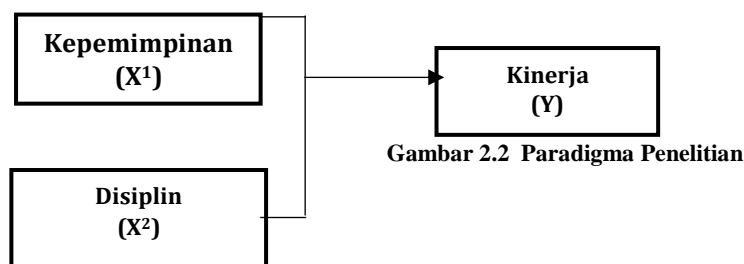 Kepemimpinan
(X¹)
Kinerja
(Y)
Gambar 2.2 Paradigma Penelitian
Disiplin
(X²)